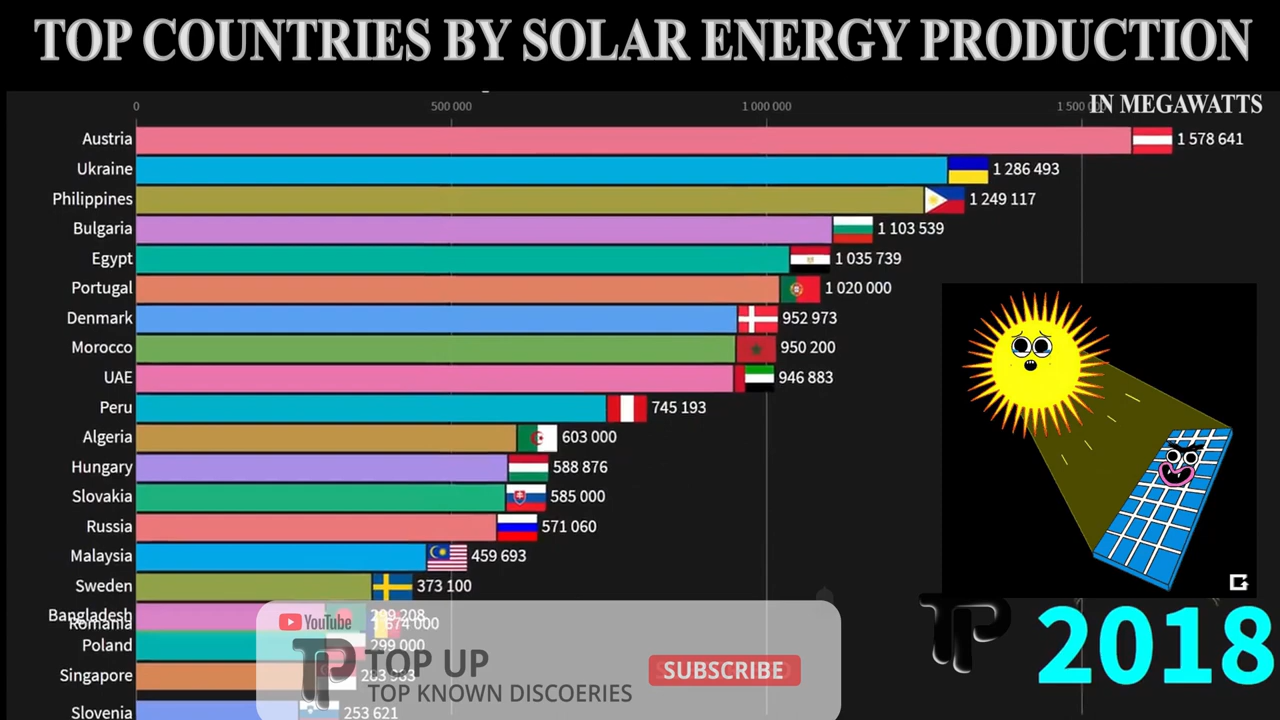 TOP COUNTRIES BY SOLAR ENERGY PRODUCTION
IN MEGAWATTS
0 500 000 1 000 000 1 500
Austria 1 578 641
Ukraine 1 286 493
Philippines 1 249 117
Bulgaria 1 103 539
Egypt 1 035 739
Portugal 1 020 000
Denmark 952 973
Morocco 950 200
UAE 946 883
Peru 745 193
Algeria 603 000
Hungary 588 876
Slovakia 585 000
Russia 571 060
Malaysia 459 693
Sweden 373 100
Bangladesh 299 208
Romania
Poland 299 000
Singapore
Slovenia 253 621
YouTube
TOP UP
TOP KNOWN DISCOERIES
SUBSCRIBE
2018